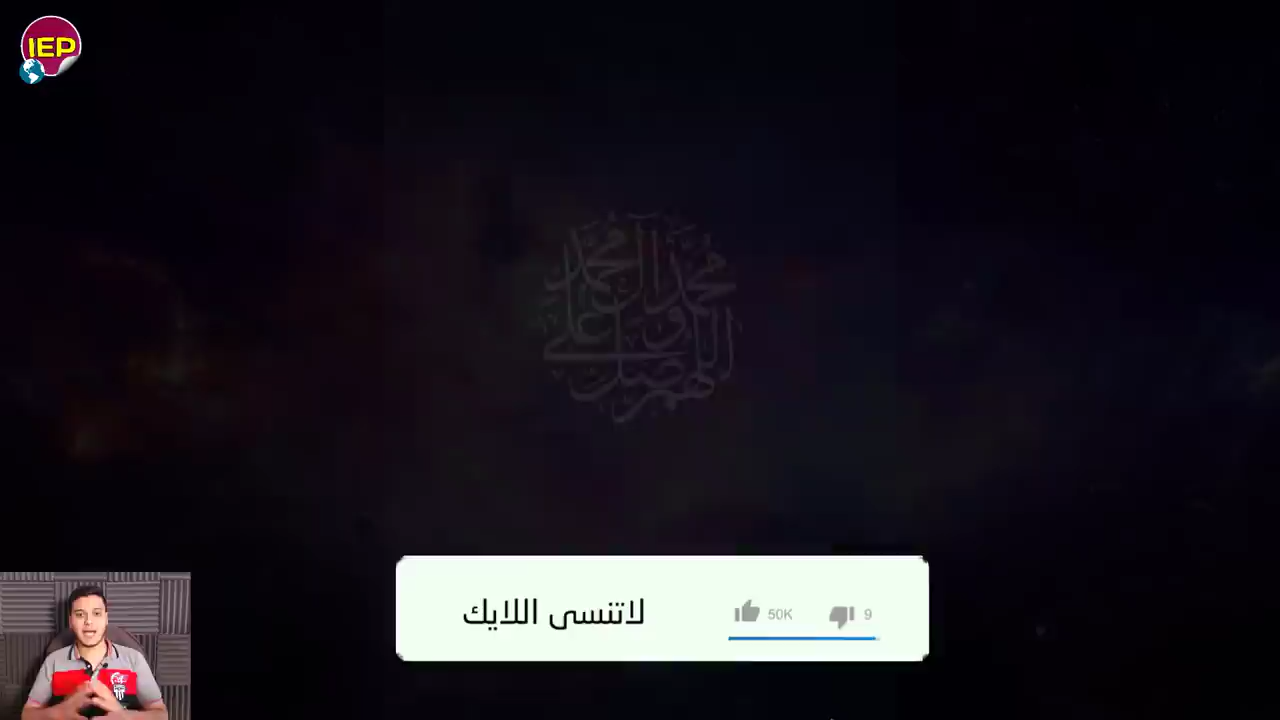 IEP
اللهم صل على
محمد وآل محمد
لاتنسى اللايك
50K
9